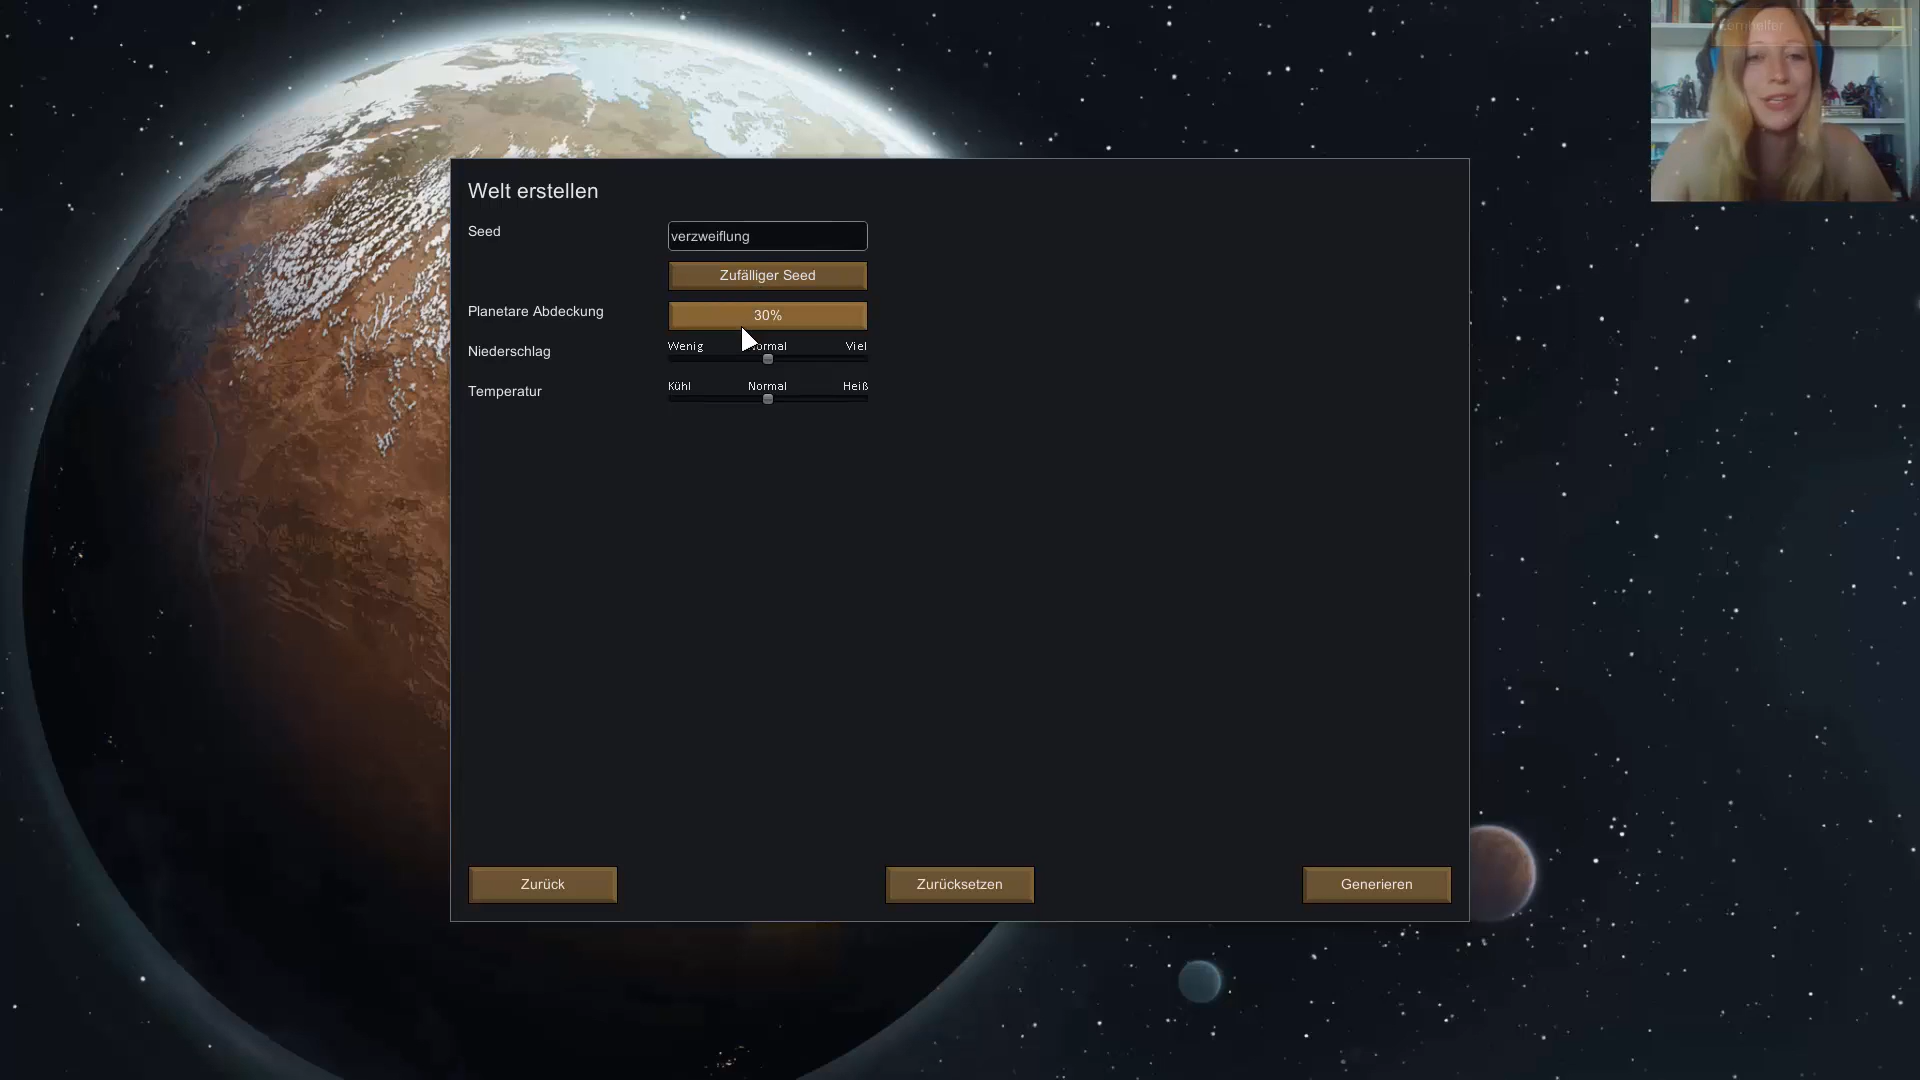 Welt erstellen
Seed
verzweiflung
Zufälliger Seed
Planetare Abdeckung
30%
Niederschlag
Wenig
Viel
Temperatur
Kühl
Normal
Heiß
Zurück
Zurücksetzen
Generieren